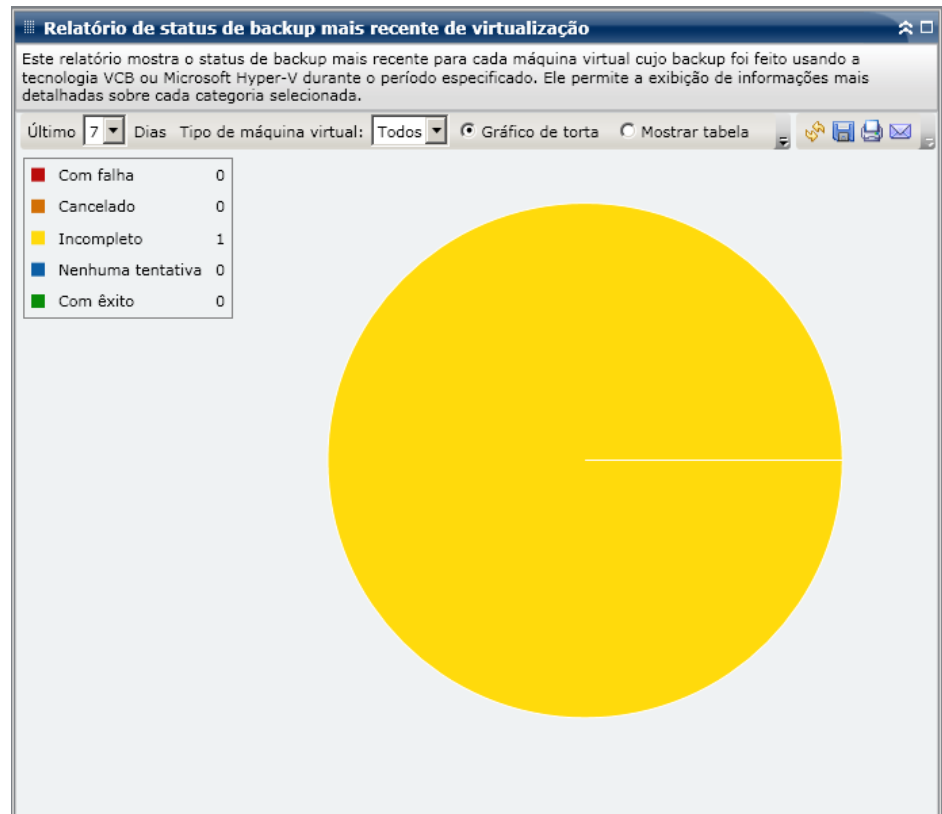 Relatório de status de backup mais recente de virtualização
Este relatório mostra o status de backup mais recente para cada máquina virtual cujo backup foi feito usando a
tecnologia VCB ou Microsoft Hyper-V durante o período especificado. Ele permite a exibição de informações mais
detalhadas sobre cada categoria selecionada.
Último 7 Dias Tipo de máquina virtual: Todos Gráfico de torta Mostrar tabela
Com falha 0
Cancelado 0
Incompleto 1
Nenhuma tentativa 0
Com êxito 0